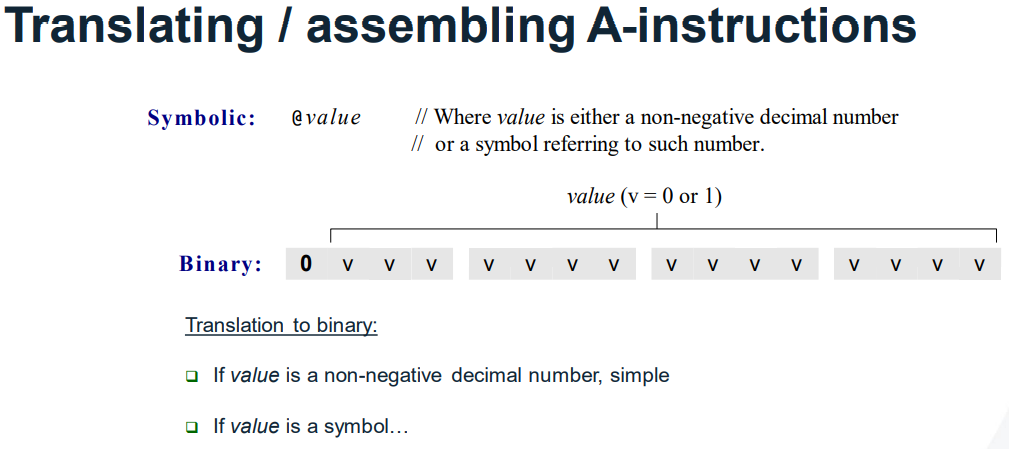 Translating / assembling A-instructions
Symbolic: @value // Where value is either a non-negative decimal number
// or a symbol referring to such number.
value (v = 0 or 1)
Binary: 0 v v v v v v v v v v v v v v v
Translation to binary:
If value is a non-negative decimal number, simple
If value is a symbol…